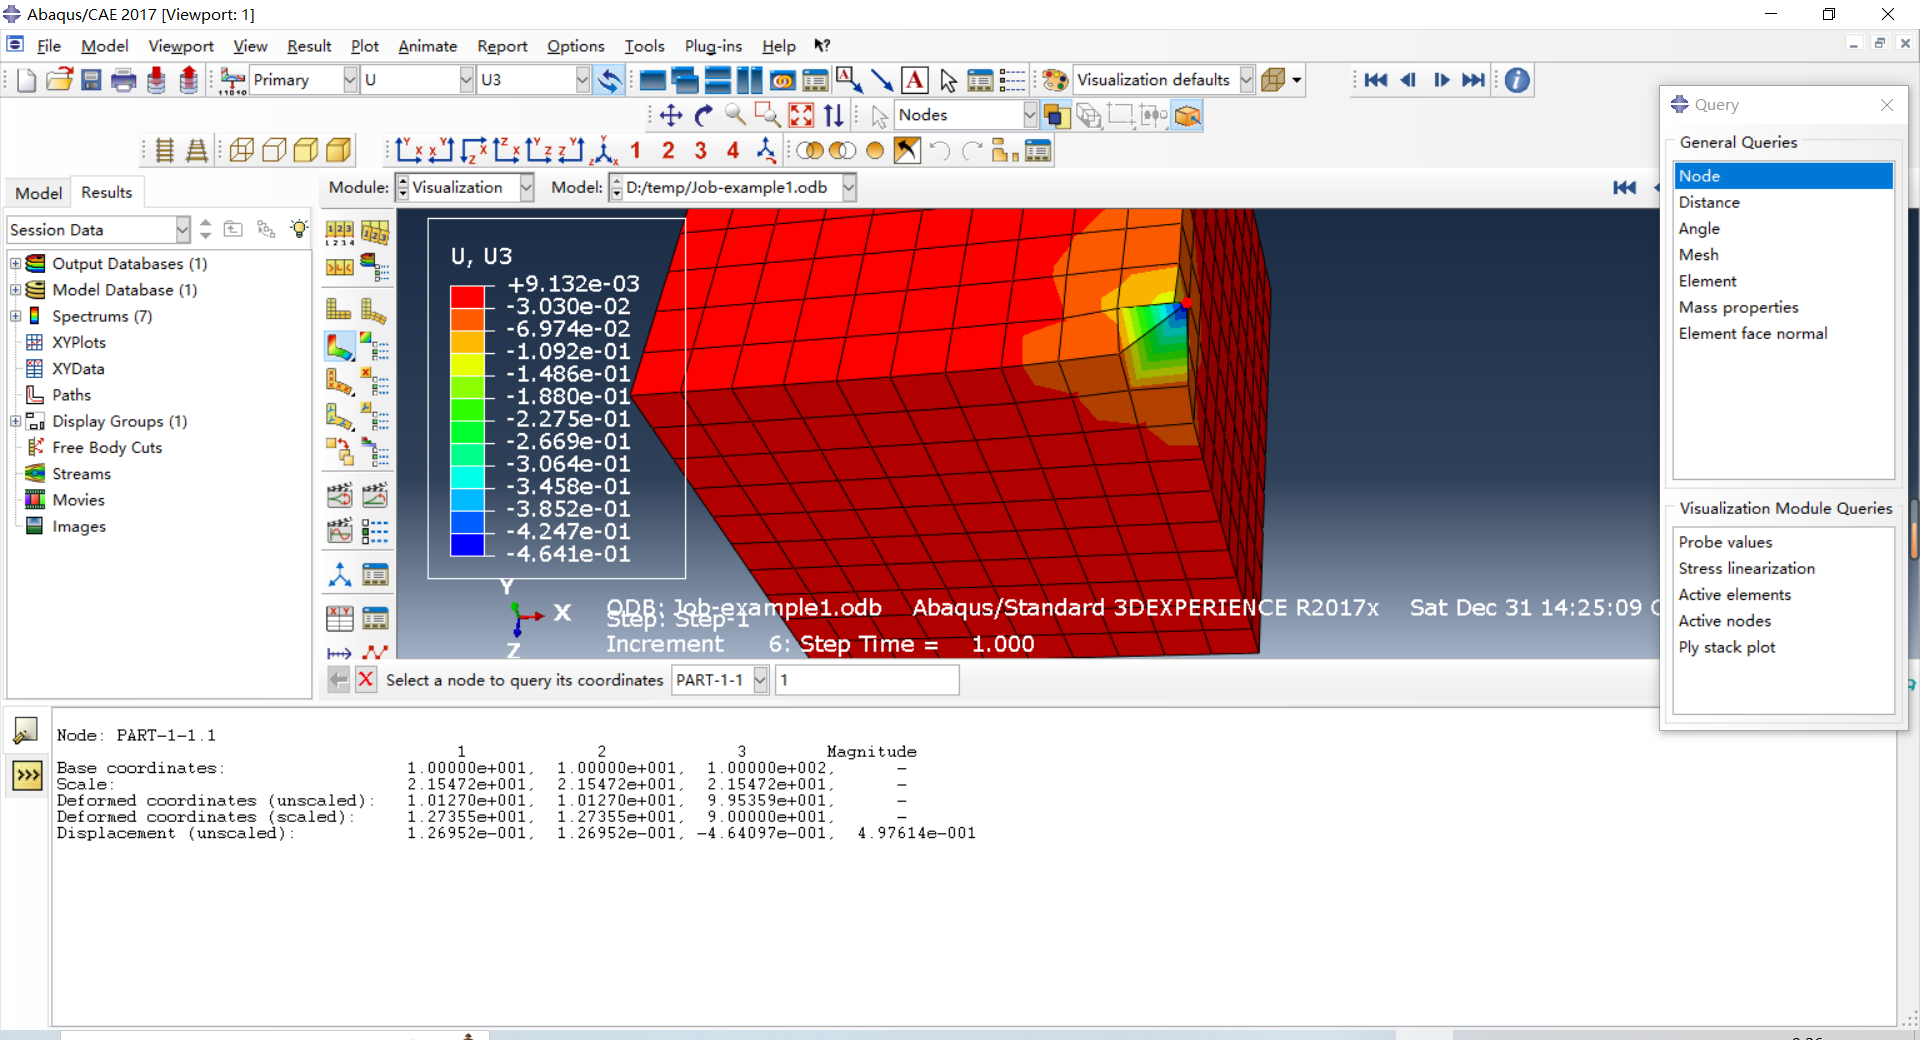 Abaqus/CAE 2017 [Viewport: 1]
File Model Viewport View Result Plot Animate Report Options Tools Plug-ins Help
Primary U U3 Visualization defaults
Nodes
1 2 3 4
Module: Visualization Model: D:/temp/Job-example1.odb
Model Results
Session Data
Output Databases (1)
Model Database (1)
Spectrums (7)
XYPlots
XYData
Paths
Display Groups (1)
Free Body Cuts
Streams
Movies
Images
U, U3
+9.132e-03
-3.030e-02
-6.974e-02
-1.092e-01
-1.486e-01
-1.880e-01
-2.275e-01
-2.669e-01
-3.064e-01
-3.458e-01
-3.852e-01
-4.247e-01
-4.641e-01
Y
X
Z
ODB: Job-example1.odb Abaqus/Standard 3DEXPERIENCE R2017x Sat Dec 31 14:25:09
Step: Step-1
Increment 6: Step Time = 1.000
Select a node to query its coordinates PART-1-1 1
Query
General Queries
Node
Distance
Angle
Mesh
Element
Mass properties
Element face normal
Visualization Module Queries
Probe values
Stress linearization
Active elements
Active nodes
Ply stack plot
Node: PART-1-1.1
1 2 3 Magnitude
Base coordinates: 1.00000e+001, 1.00000e+001, 1.00000e+002, -
Scale: 2.15472e+001, 2.15472e+001, 2.15472e+001, -
Deformed coordinates (unscaled): 1.01270e+001, 1.01270e+001, 9.95359e+001, -
Deformed coordinates (scaled): 1.27355e+001, 1.27355e+001, 9.00000e+001, -
Displacement (unscaled): 1.26952e-001, 1.26952e-001, -4.64097e-001, 4.97614e-001